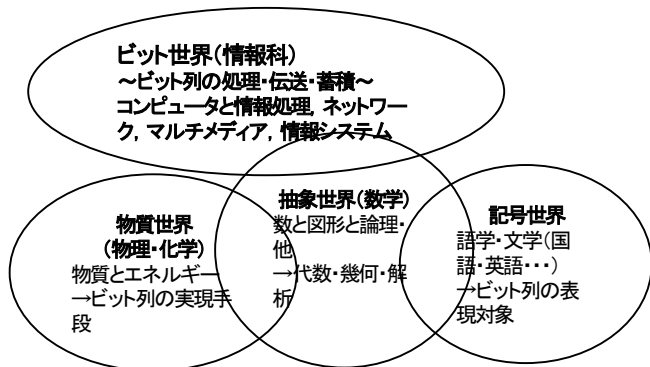 ビット世界(情報科)
～ビット列の処理・伝送・蓄積～
コンピュータと情報処理, ネットワー
ク, マルチメディア, 情報システム
物質世界
(物理・化学)
物質とエネルギー
→ビット列の実現手
段
抽象世界(数学)
数と図形と論理・
他
→代数・幾何・解
析
記号世界
語学・文学(国
語・英語・・・)
→ビット列の表
現対象